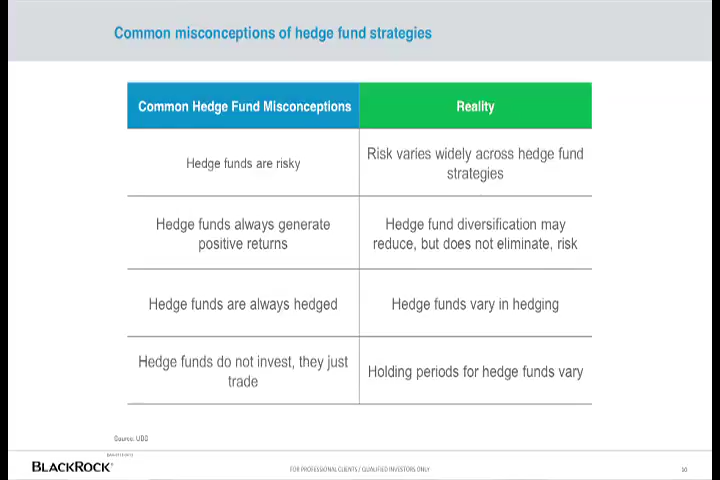 Common misconceptions of hedge fund strategies
Common Hedge Fund Misconceptions
Reality
Hedge funds are risky
Risk varies widely across hedge fund
strategies
Hedge funds always generate
positive returns
Hedge fund diversification may
reduce, but does not eliminate, risk
Hedge funds are always hedged
Hedge funds vary in hedging
Hedge funds do not invest, they just
trade
Holding periods for hedge funds vary
Source:
BLACKROCK®
FOR PROFESSIONAL CLIENTS / QUALIFIED INVESTORS ONLY
10